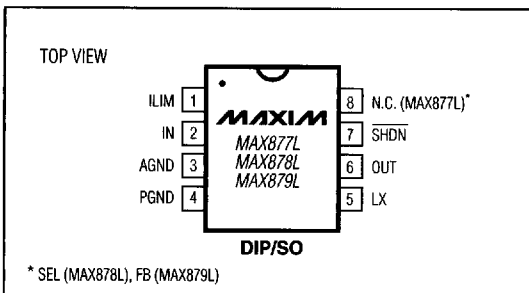 TOP VIEW
ILIM 1
IN 2
AGND 3
PGND 4
MAXIM
MAX877L
MAX878L
MAX879L
8 N.C. (MAX877L)*
7 SHDN
6 OUT
5 LX
DIP/SO
* SEL (MAX878L), FB (MAX879L)